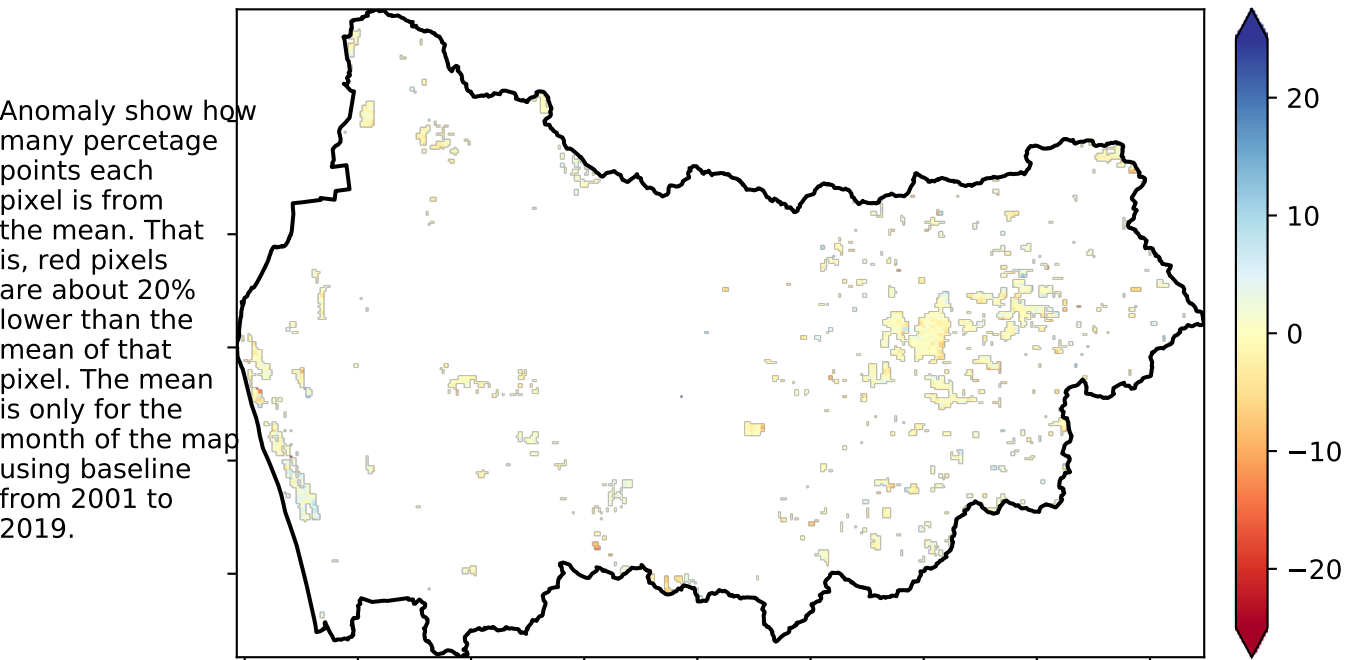 Anomaly show how
many percetage
points each
pixel is from
the mean. That
is, red pixels
are about 20%
lower than the
mean of that
pixel. The mean
is only for the
month of the map
using baseline
from 2001 to
2019.
20
10
0
−10
−20